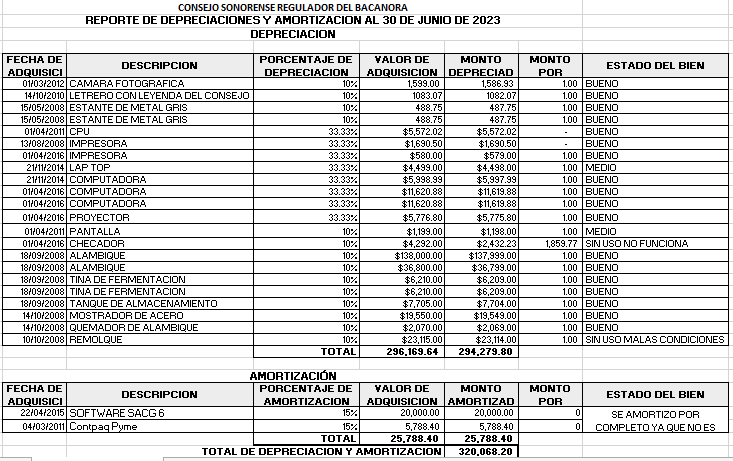 CONSEJO SONORENSE REGULADOR DEL BACANORA
REPORTE DE DEPRECIACIONES Y AMORTIZACION AL 30 DE JUNIO DE 2023
DEPRECIACION
FECHA DE ADQUISICI DESCRIPCION PORCENTAJE DE DEPRECIACION VALOR DE ADQUISICION MONTO DEPRECIAD MONTO POR ESTADO DEL BIEN
01/03/2012 CAMARA FOTOGRAFICA 10% 1,599.00 1,586.93 1.00 BUENO
14/10/2010 LETRERO CON LEYENDA DEL CONSEJO 10% 1083.07 1082.07 1.00 BUENO
15/05/2008 ESTANTE DE METAL GRIS 10% 488.75 487.75 1.00 BUENO
15/05/2008 ESTANTE DE METAL GRIS 10% 488.75 487.75 1.00 BUENO
01/04/2011 CPU 33.33% $5,572.02 $5,572.02 - BUENO
13/08/2008 IMPRESORA 33.33% $1,690.50 $1,690.50 - BUENO
01/04/2016 IMPRESORA 33.33% $580.00 $579.00 1.00 BUENO
21/11/2014 LAP TOP 33.33% $4,499.00 $4,498.00 1.00 MEDIO
21/11/2014 COMPUTADORA 33.33% $5,998.99 $5,997.99 1.00 BUENO
01/04/2016 COMPUTADORA 33.33% $11,620.88 $11,619.88 1.00 BUENO
01/04/2016 COMPUTADORA 33.33% $11,620.88 $11,619.88 1.00 BUENO
01/04/2016 PROYECTOR 33.33% $5,776.80 $5,775.80 1.00 BUENO
01/04/2011 PANTALLA 10% $1,199.00 $1,198.00 1.00 MEDIO
01/04/2016 CHECADOR 10% $4,292.00 $2,432.23 1,859.77 SIN USO NO FUNCIONA
18/09/2008 ALAMBIQUE 10% $138,000.00 $137,999.00 1.00 BUENO
18/09/2008 ALAMBIQUE 10% $36,800.00 $36,799.00 1.00 BUENO
18/09/2008 TINA DE FERMENTACION 10% $6,210.00 $6,209.00 1.00 BUENO
18/09/2008 TINA DE FERMENTACION 10% $6,210.00 $6,209.00 1.00 BUENO
18/09/2008 TANQUE DE ALMACENAMIENTO 10% $7,705.00 $7,704.00 1.00 BUENO
14/10/2008 MOSTRADOR DE ACERO 10% $19,550.00 $19,549.00 1.00 BUENO
14/10/2008 QUEMADOR DE ALAMBIQUE 10% $2,070.00 $2,069.00 1.00 BUENO
10/10/2008 REMOLQUE 10% $23,115.00 $23,114.00 1.00 SIN USO MALAS CONDICIONES
TOTAL 296,169.64 294,279.80
AMORTIZACIÓN
FECHA DE ADQUISICI DESCRIPCION PORCENTAJE DE AMORTIZACION VALOR DE ADQUISICION MONTO AMORTIZAD MONTO POR ESTADO DEL BIEN
22/04/2015 SOFTWARE SACG 6 15% 20,000.00 20,000.00 0 SE AMORTIZO POR
04/03/2011 Contpaq Pyme 15% 5,788.40 5,788.40 0 COMPLETO YA QUE NO ES
TOTAL 25,788.40 25,788.40
TOTAL DE DEPRECIACION Y AMORTIZACION 320,068.20